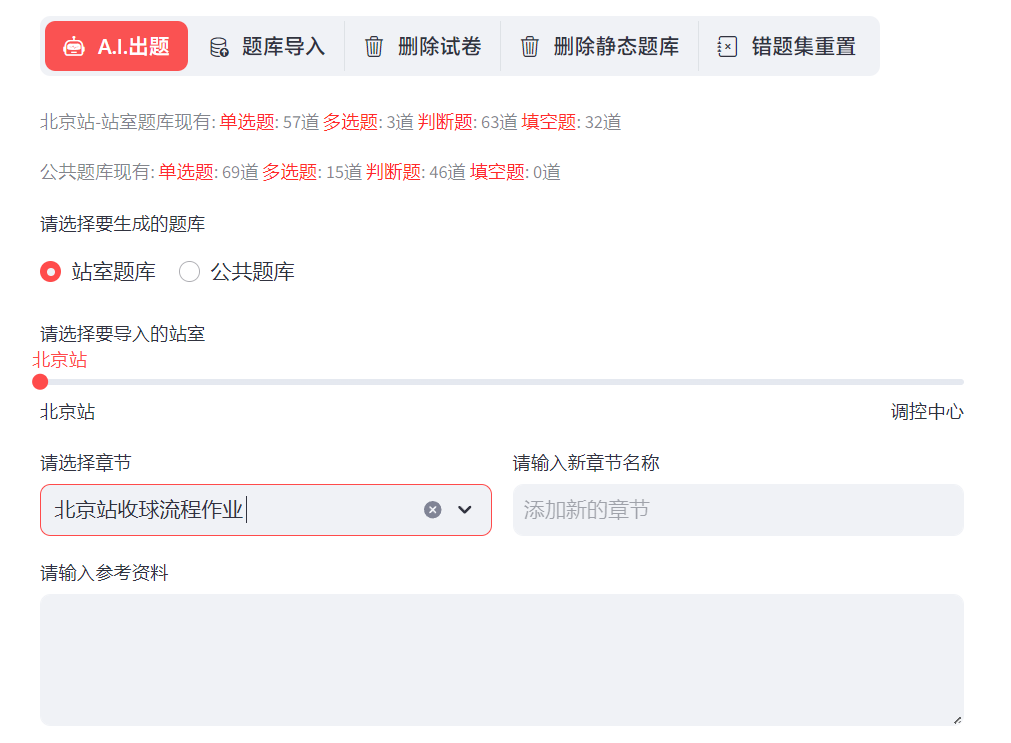 A.I.出题 题库导入 删除试卷 删除静态题库 错题集重置
北京站-站室题库现有: 单选题: 57道 多选题: 3道 判断题: 63道 填空题: 32道
公共题库现有: 单选题: 69道 多选题: 15道 判断题: 46道 填空题: 0道
请选择要生成的题库
站室题库 公共题库
请选择要导入的站室
北京站
北京站 调控中心
请选择章节 请输入新章节名称
北京站收球流程作业 添加新的章节
请输入参考资料